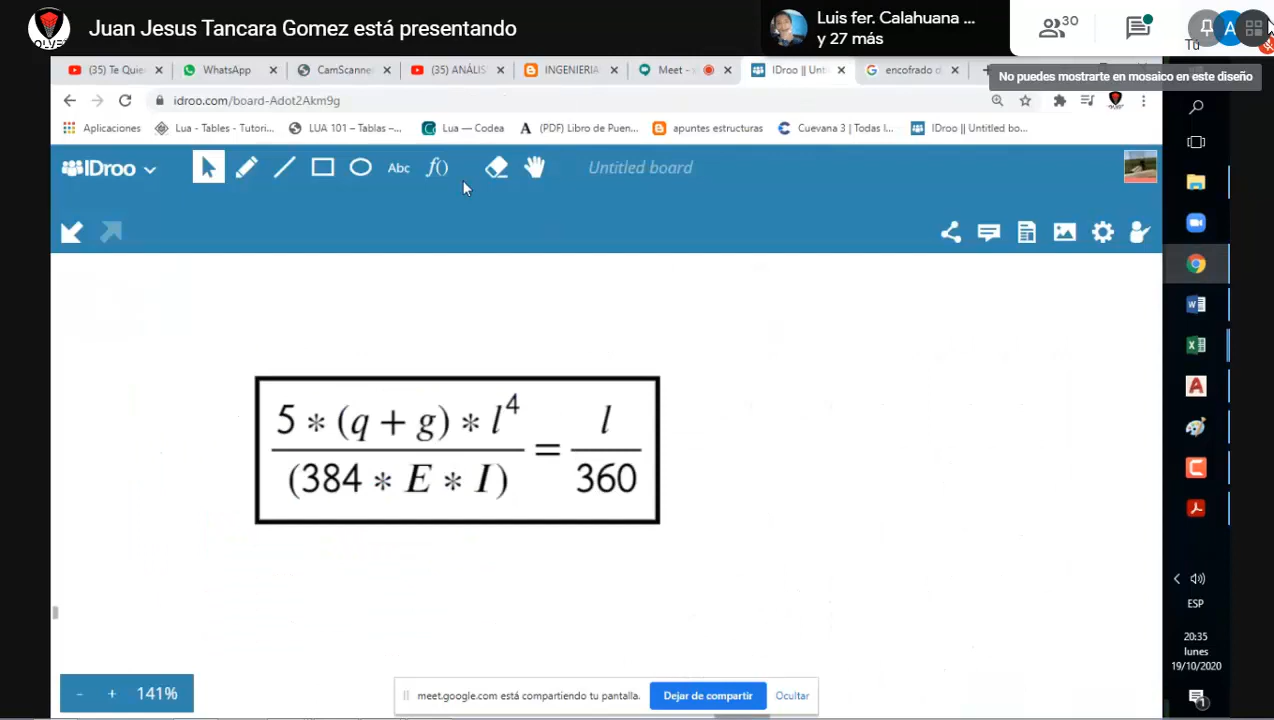 Juan Jesus Tancara Gomez está presentando
Luis fer. Calahuana ...
y 27 más
30
A
Tú
No puedes mostrarte en mosaico en este diseño
(35) Te Quie
WhatsApp
CamScanne
(35) ANÁLIS
INGENIERIA
Meet -
IDroo || Unt
encofrado d
idroo.com/board-Adot2Akm9g
Aplicaciones
Lua - Tables - Tutori...
LUA 101 – Tablas –...
Lua — Codea
(PDF) Libro de Puen...
apuntes estructuras
Cuevana 3 | Todas l...
IDroo || Untitled bo...
IDroo
Abc
f()
Untitled board
5 * (q + g) * l^4 / (384 * E * I) = l / 360
ESP
20:35
lunes
19/10/2020
1
- + 141%
meet.google.com está compartiendo tu pantalla.
Dejar de compartir
Ocultar